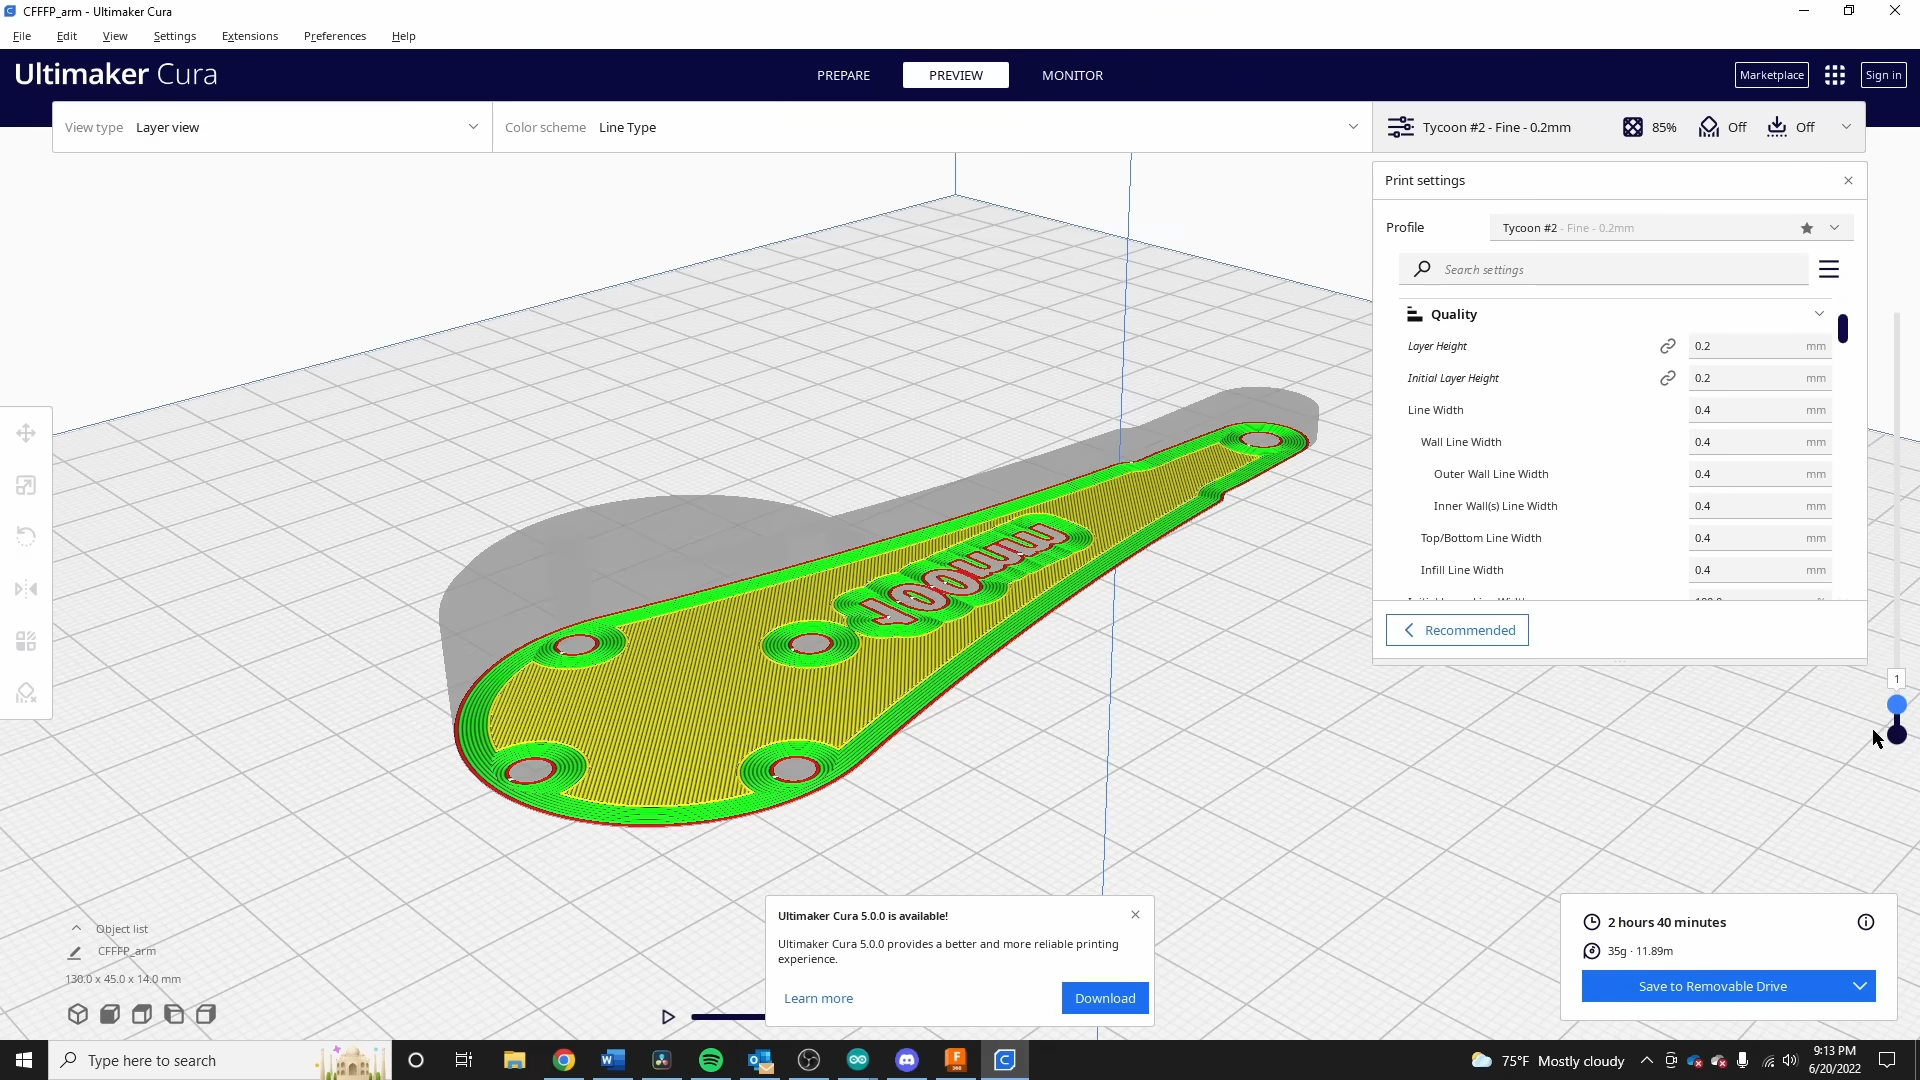 CFFFP_arm - Ultimaker Cura
File Edit View Settings Extensions Preferences Help
Ultimaker Cura
PREPARE PREVIEW MONITOR
Marketplace Sign in
View type Layer view
Color scheme Line Type
Tycoon #2 - Fine - 0.2mm 85% Off Off
Print settings
Profile Tycoon #2 - Fine - 0.2mm
Search settings
Quality
Layer Height 0.2 mm
Initial Layer Height 0.2 mm
Line Width 0.4 mm
Wall Line Width 0.4 mm
Outer Wall Line Width 0.4 mm
Inner Wall(s) Line Width 0.4 mm
Top/Bottom Line Width 0.4 mm
Infill Line Width 0.4 mm
Recommended
1
Object list
CFFFP_arm
130.0 x 45.0 x 14.0 mm
Ultimaker Cura 5.0.0 is available!
Ultimaker Cura 5.0.0 provides a better and more reliable printing
experience.
Learn more Download
2 hours 40 minutes
35g · 11.89m
Save to Removable Drive
Type here to search
75°F Mostly cloudy
9:13 PM
6/20/2022